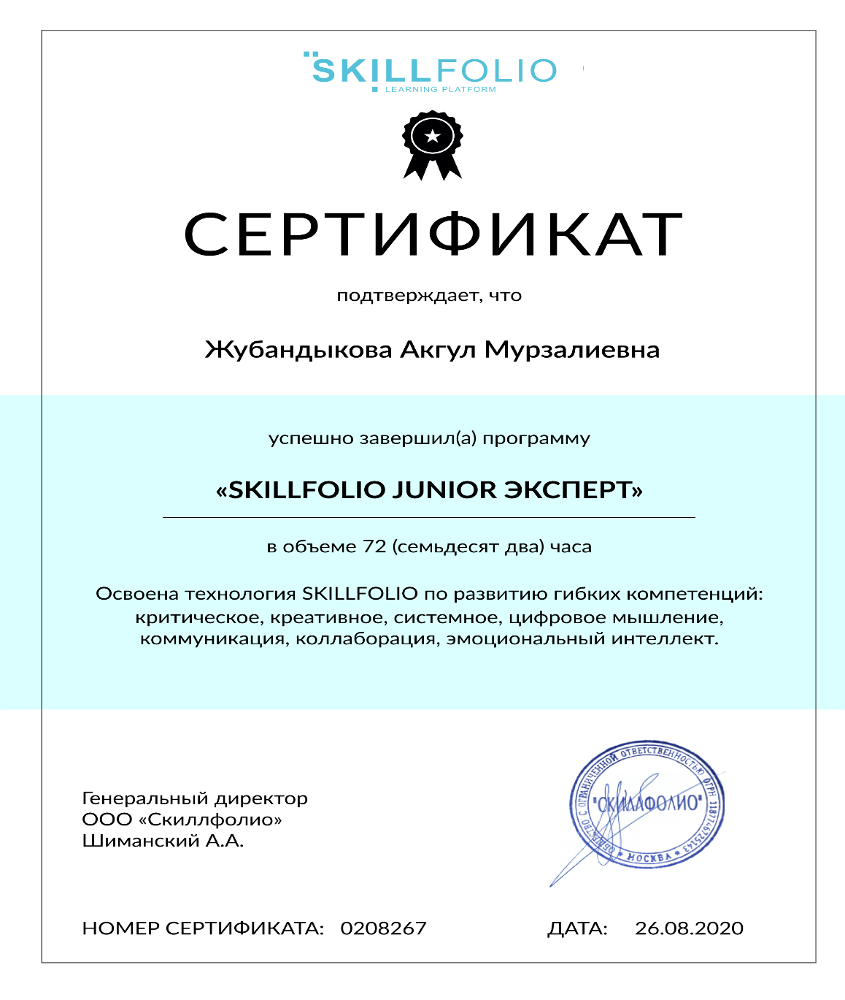 SKILLFOLIO
LEARNING PLATFORM
СЕРТИФИКАТ
подтверждает, что
Жубандыкова Акгул Мурзалиевна
успешно завершил(а) программу
«SKILLFOLIO JUNIOR ЭКСПЕРТ»
в объеме 72 (семьдесят два) часа
Освоена технология SKILLFOLIO по развитию гибких компетенций:
критическое, креативное, системное, цифровое мышление,
коммуникация, коллаборация, эмоциональный интеллект.
Генеральный директор
ООО «Скиллфолио»
Шиманский А.А.
ОБЩЕСТВО С ОГРАНИЧЕННОЙ ОТВЕТСТВЕННОСТЬЮ ОГРН 1187746725143
"СКИЛЛФОЛИО"
* МОСКВА *
НОМЕР СЕРТИФИКАТА: 0208267
ДАТА: 26.08.2020